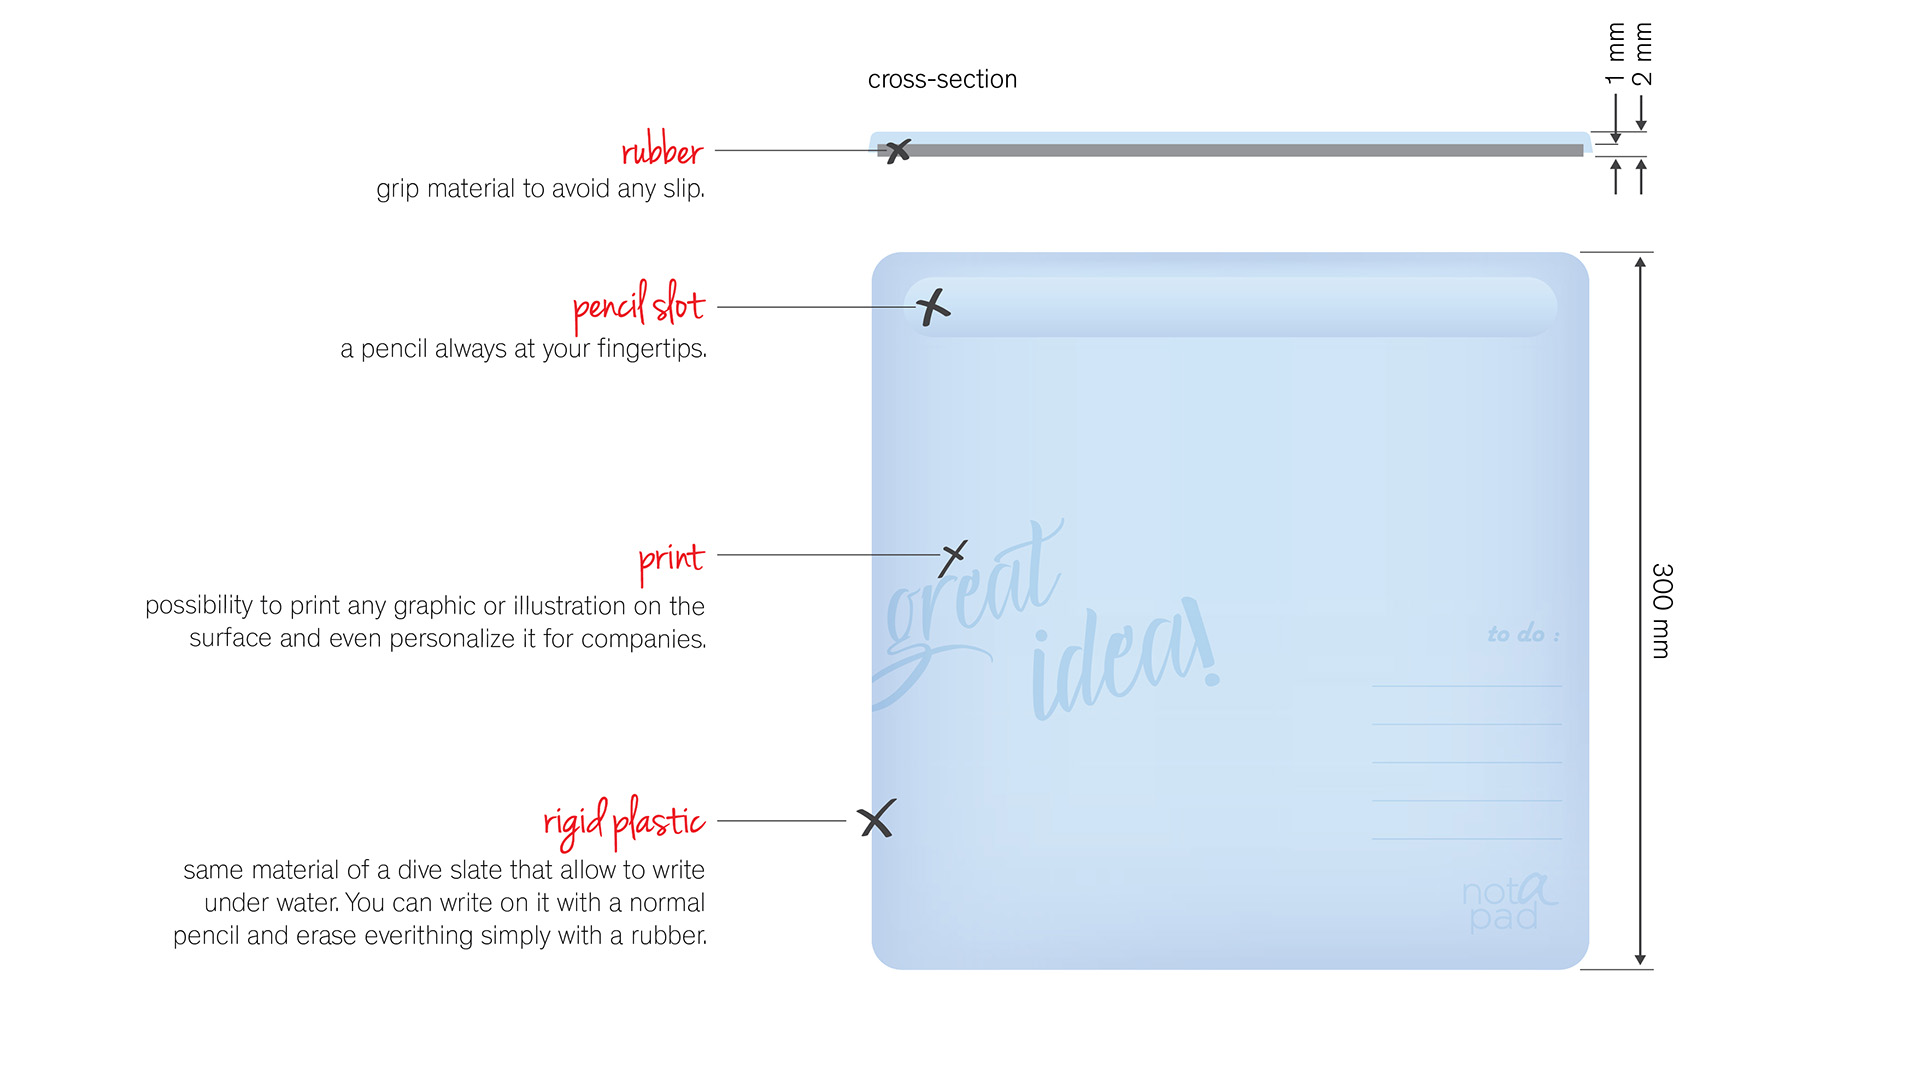 1 mm
2 mm
cross-section
rubber
grip material to avoid any slip.
pencil slot
a pencil always at your fingertips.
print
possibility to print any graphic or illustration on the
surface and even personalize it for companies.
great
idea!
to do :
300 mm
rigid plastic
same material of a dive slate that allow to write
under water. You can write on it with a normal
pencil and erase everithing simply with a rubber.
nota
pad